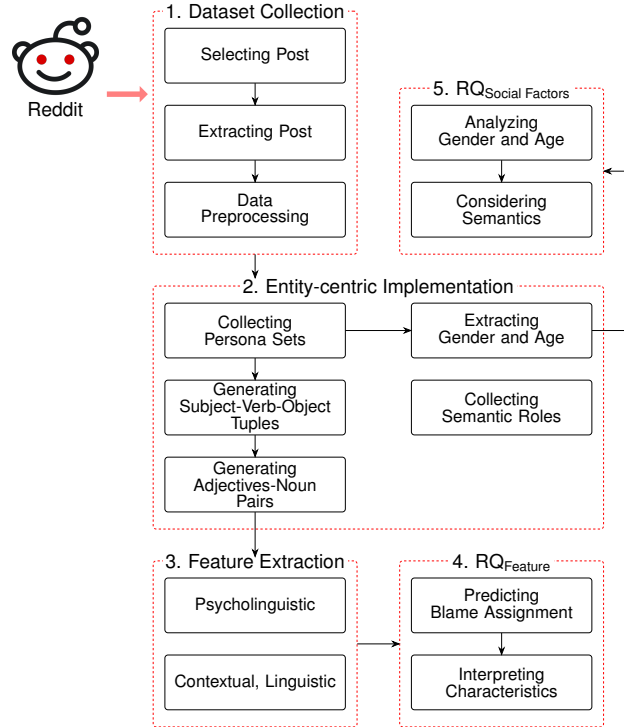 Reddit
1. Dataset Collection
Selecting Post
Extracting Post
Data
Preprocessing
5. RQSocial Factors
Analyzing
Gender and Age
Considering
Semantics
2. Entity-centric Implementation
Collecting
Persona Sets
Extracting
Gender and Age
Generating
Subject-Verb-Object
Tuples
Collecting
Semantic Roles
Generating
Adjectives-Noun
Pairs
3. Feature Extraction
Psycholinguistic
Contextual, Linguistic
4. RQFeature
Predicting
Blame Assignment
Interpreting
Characteristics